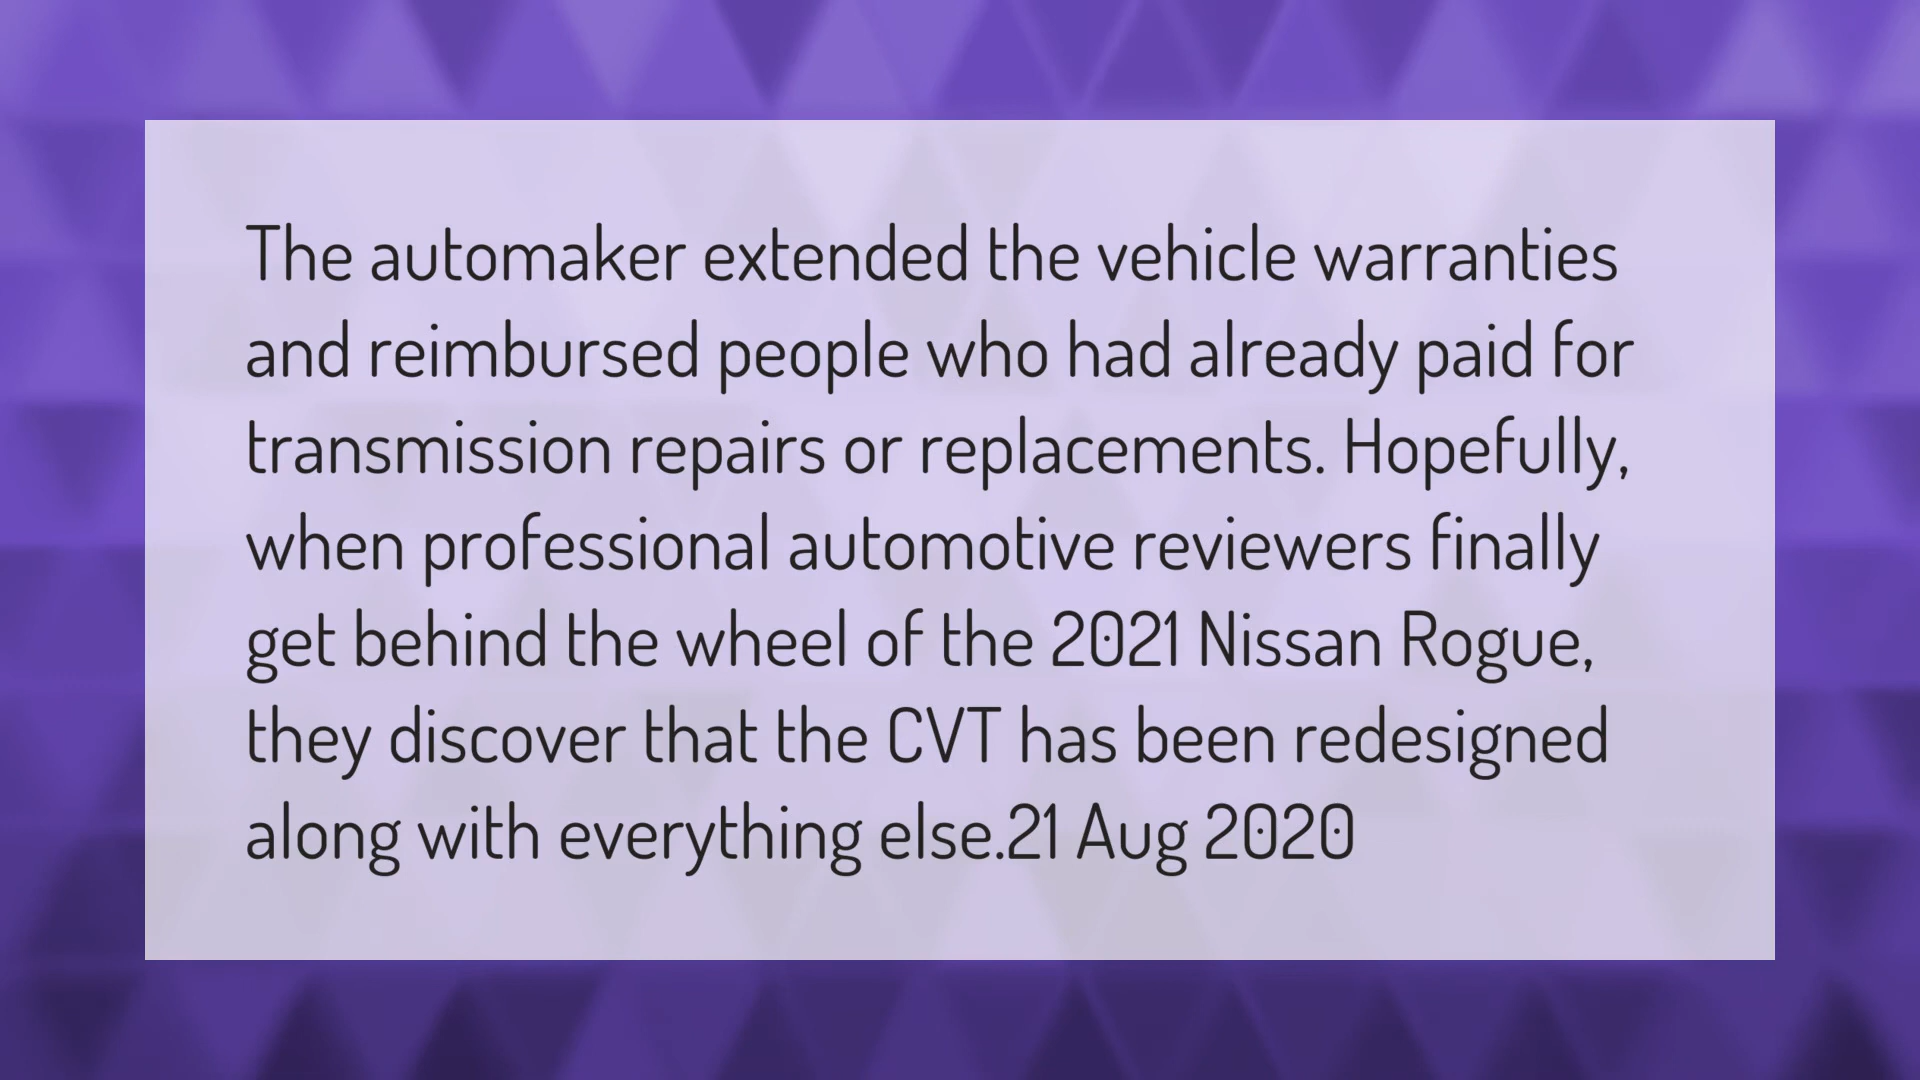 The automaker extended the vehicle warranties
and reimbursed people who had already paid for
transmission repairs or replacements. Hopefully,
when professional automotive reviewers finally
get behind the wheel of the 2021 Nissan Rogue,
they discover that the CVT has been redesigned
along with everything else.21 Aug 2020